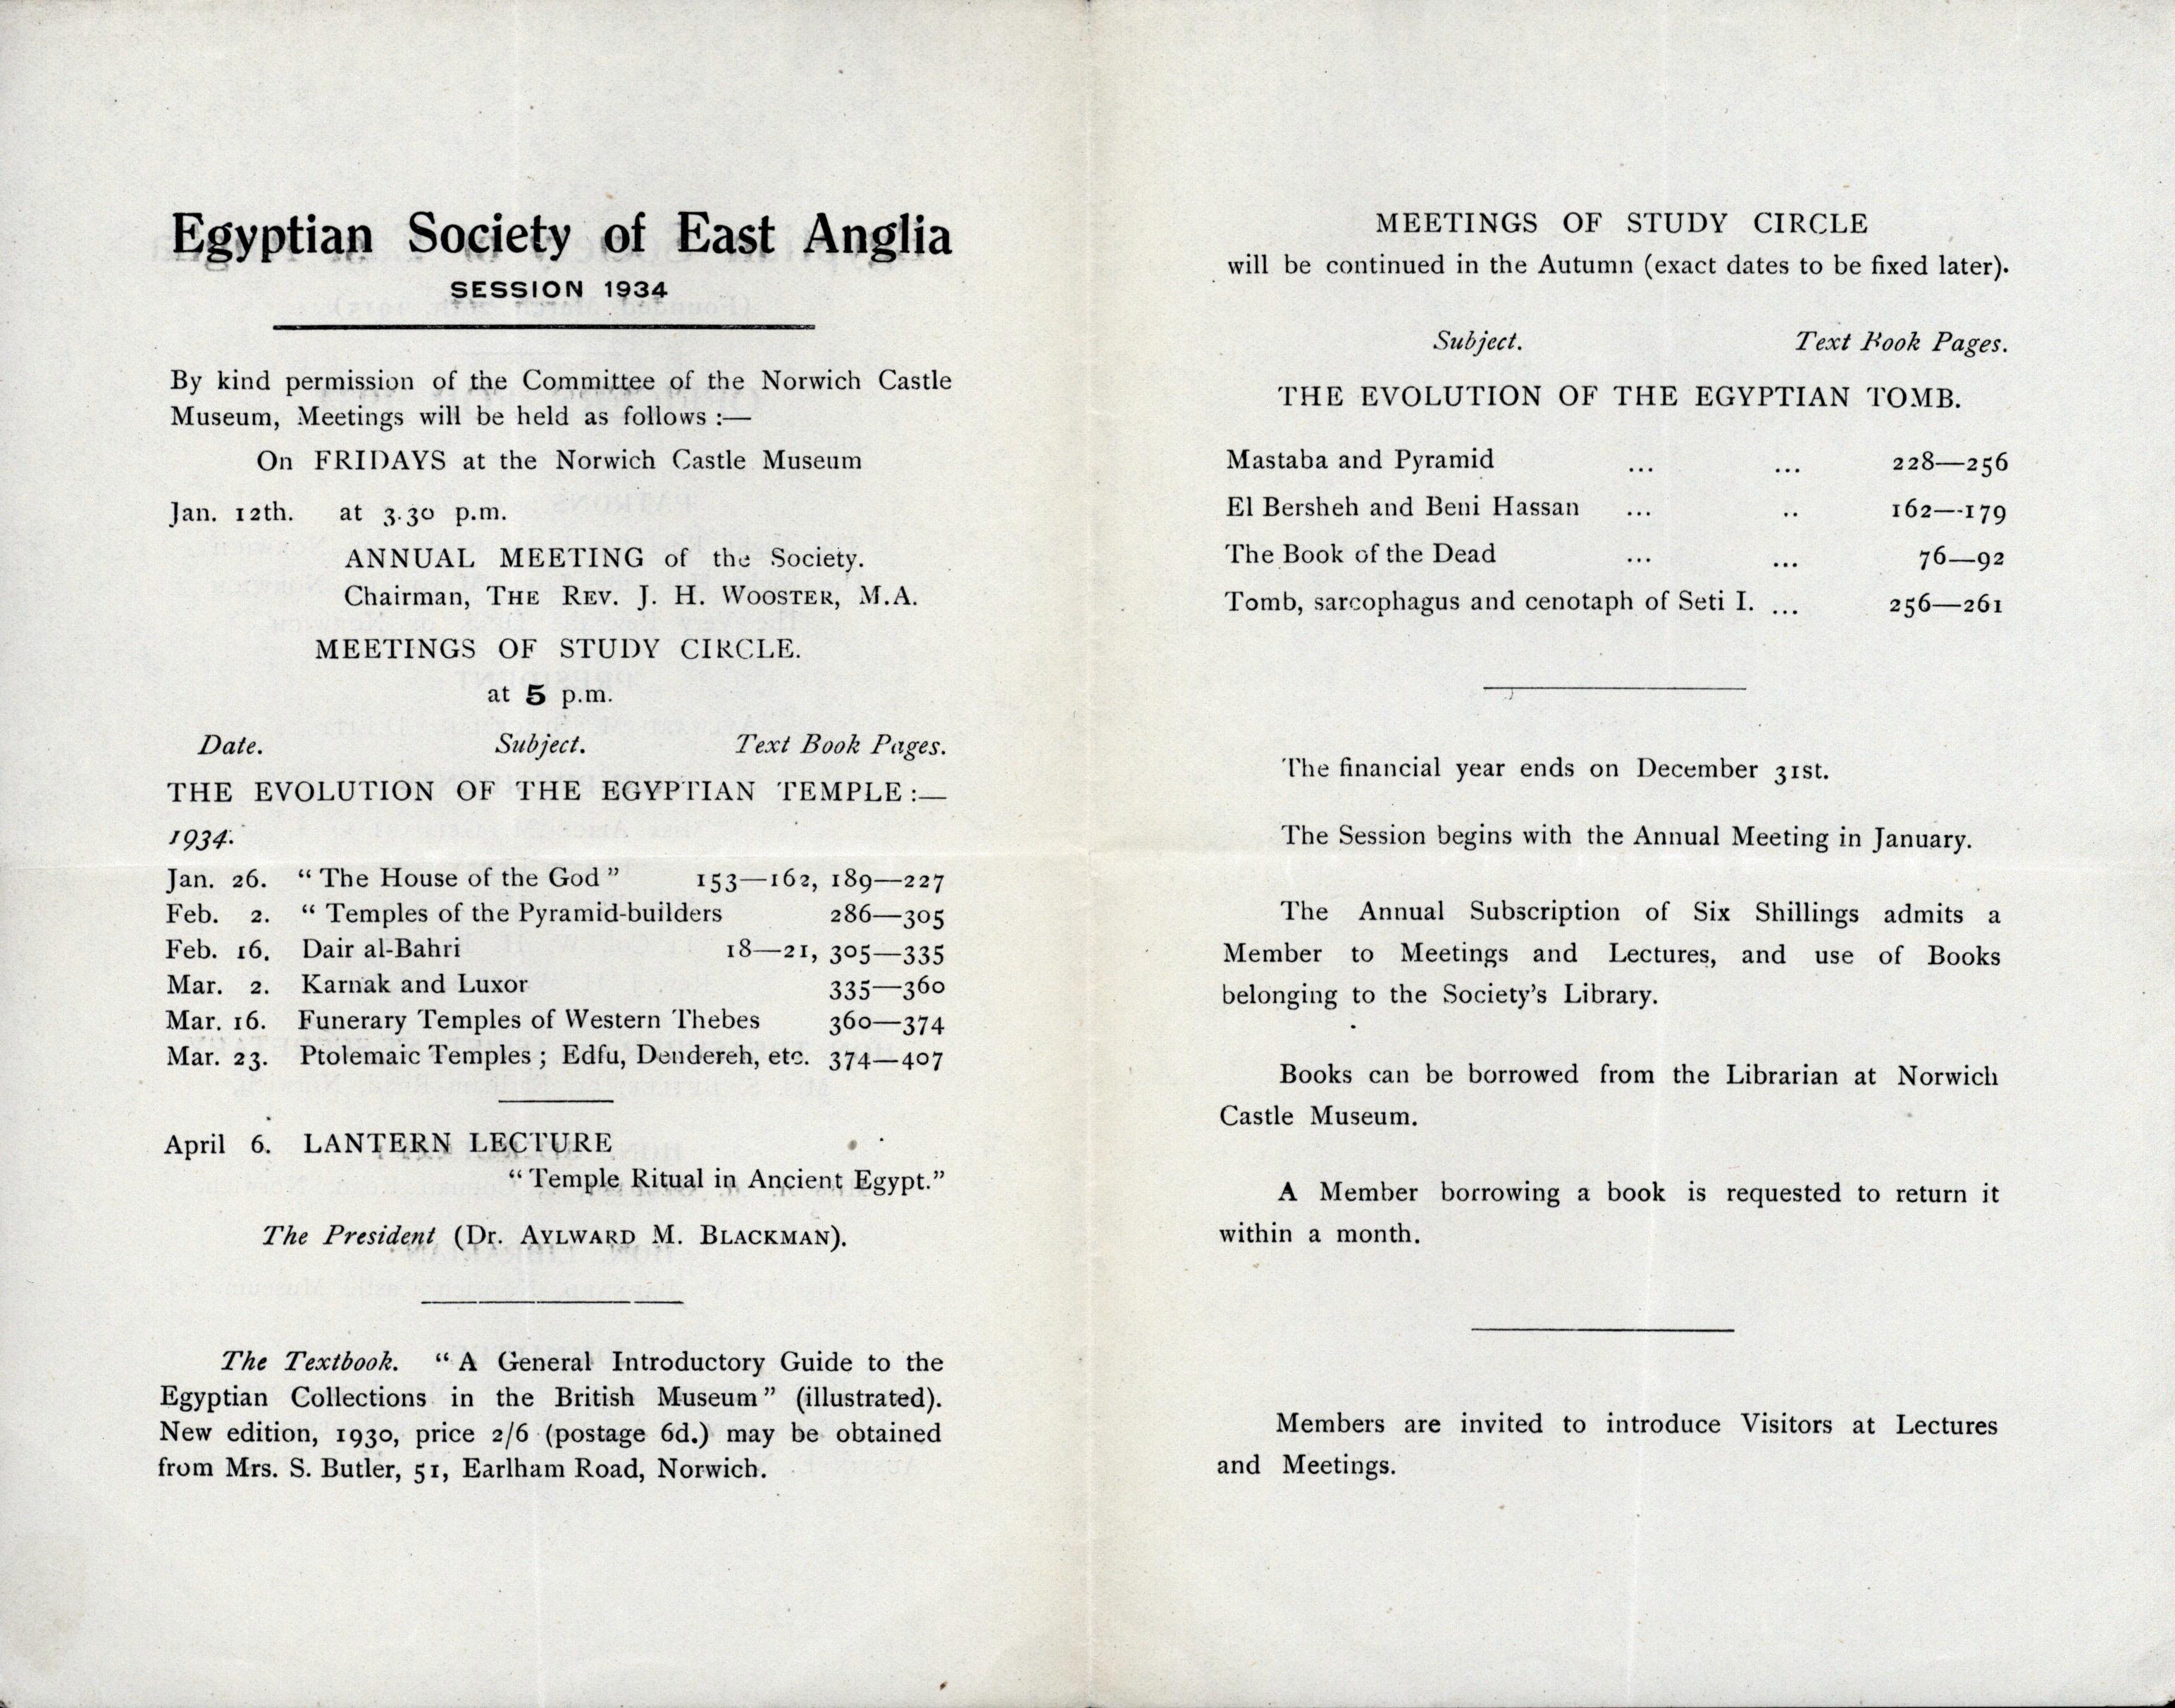 Egyptian Society of East Anglia
SESSION 1934
By kind permission of the Committee of the Norwich Castle
Museum, Meetings will be held as follows :—
On FRIDAYS at the Norwich Castle Museum
Jan. 12th. at 3.30 p.m.
ANNUAL MEETING of the Society.
Chairman, THE REV. J. H. WOOSTER, M.A.
MEETINGS OF STUDY CIRCLE.
at 5 p.m.
Date. Subject. Text Book Pages.
THE EVOLUTION OF THE EGYPTIAN TEMPLE :—
1934.
Jan. 26. “ The House of the God ” 153—162, 189—227
Feb. 2. “ Temples of the Pyramid-builders 286—305
Feb. 16. Dair al-Bahri 18—21, 305—335
Mar. 2. Karnak and Luxor 335—360
Mar. 16. Funerary Temples of Western Thebes 360—374
Mar. 23. Ptolemaic Temples ; Edfu, Dendereh, etc. 374—407
April 6. LANTERN LECTURE
“ Temple Ritual in Ancient Egypt.”
The President (Dr. AYLWARD M. BLACKMAN).
The Textbook. “ A General Introductory Guide to the
Egyptian Collections in the British Museum ” (illustrated).
New edition, 1930, price 2/6 (postage 6d.) may be obtained
from Mrs. S. Butler, 51, Earlham Road, Norwich.
MEETINGS OF STUDY CIRCLE
will be continued in the Autumn (exact dates to be fixed later).
Subject. Text Book Pages.
THE EVOLUTION OF THE EGYPTIAN TOMB.
Mastaba and Pyramid ... ... 228—256
El Bersheh and Beni Hassan ... .. 162—179
The Book of the Dead ... ... 76—92
Tomb, sarcophagus and cenotaph of Seti I. ... 256—261
The financial year ends on December 31st.
The Session begins with the Annual Meeting in January.
The Annual Subscription of Six Shillings admits a
Member to Meetings and Lectures, and use of Books
belonging to the Society’s Library.
Books can be borrowed from the Librarian at Norwich
Castle Museum.
A Member borrowing a book is requested to return it
within a month.
Members are invited to introduce Visitors at Lectures
and Meetings.